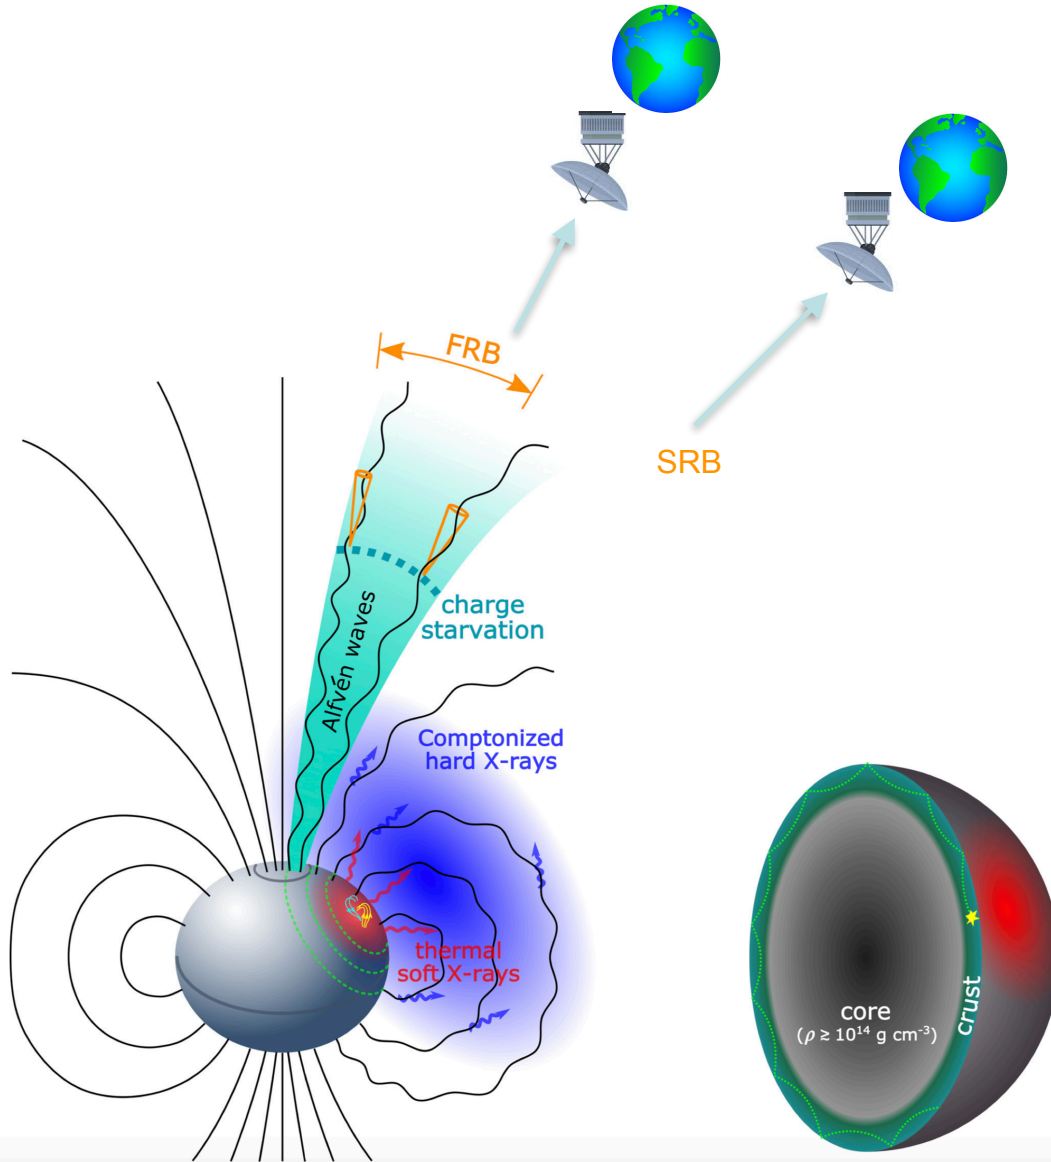 FRB
SRB
charge
starvation
Alfvén waves
Comptonized
hard X-rays
thermal
soft X-rays
core
(ρ ≳ 10¹⁴ g cm⁻³)
crust